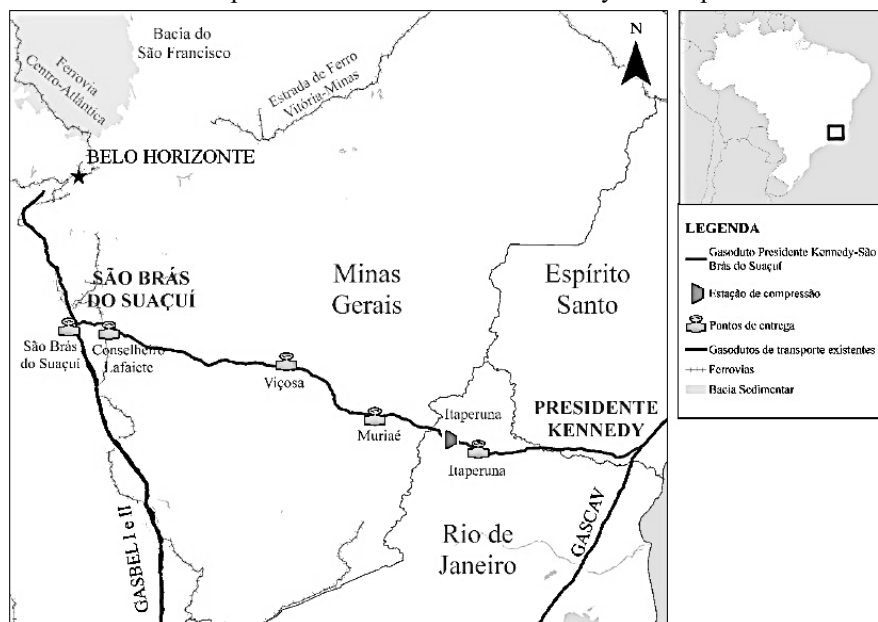 Bacia do
São Francisco
Ferrovia
Centro-Atlântica
Estrada de Ferro
Vitória-Minas
N
BELO HORIZONTE
SÃO BRÁS
DO SUAÇUÍ
Minas
Gerais
Espírito
Santo
São Brás
do Suaçuí
Conselheiro
Lafaiete
Viçosa
Muriaé
Itaperuna
Itaperuna
PRESIDENTE
KENNEDY
Rio de
Janeiro
GASBEL I e II
GASCAV
LEGENDA
Gasoduto Presidente Kennedy-São
Brás do Suaçuí
Estação de compressão
Pontos de entrega
Gasodutos de transporte existentes
Ferrovias
Bacia Sedimentar